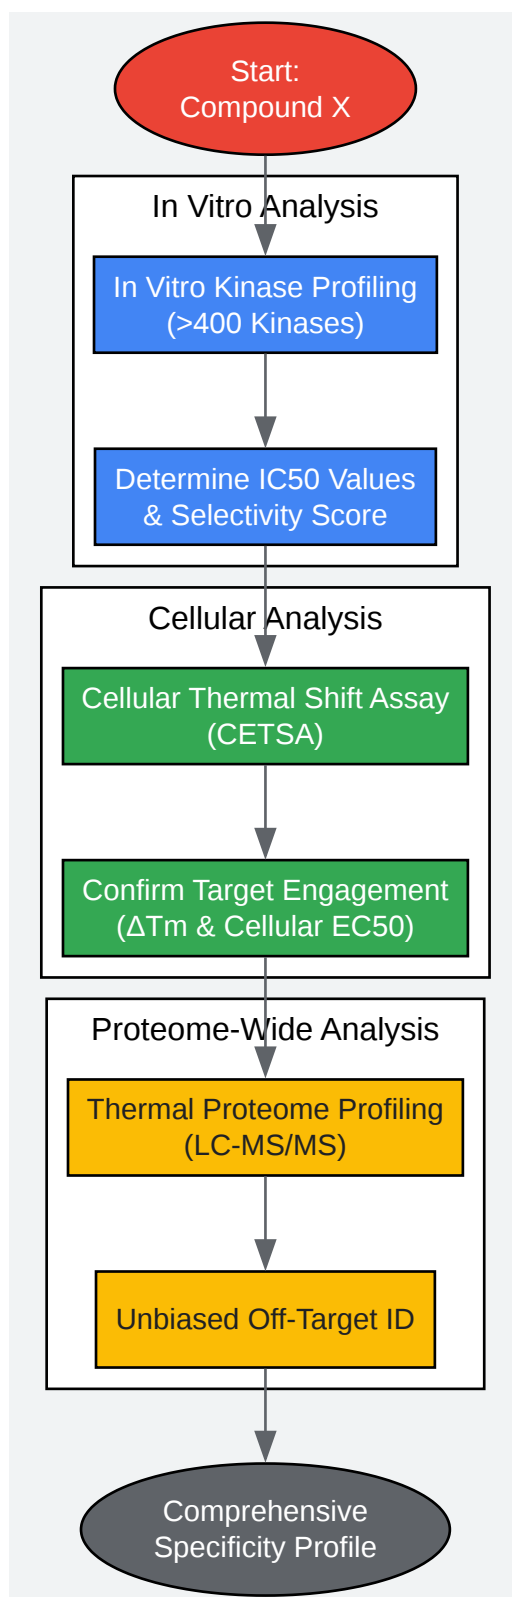 Start:
Compound X
In Vitro Analysis
In Vitro Kinase Profiling
(>400 Kinases)
Determine IC50 Values
& Selectivity Score
Cellular Analysis
Cellular Thermal Shift Assay
(CETSA)
Confirm Target Engagement
(ΔTm & Cellular EC50)
Proteome-Wide Analysis
Thermal Proteome Profiling
(LC-MS/MS)
Unbiased Off-Target ID
Comprehensive
Specificity Profile